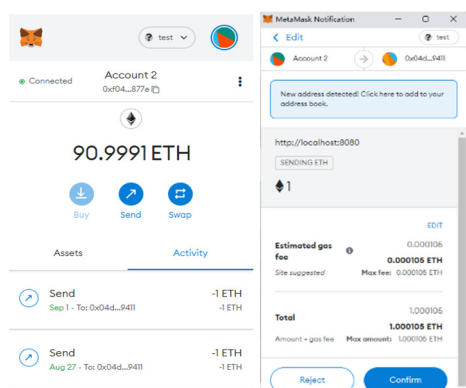 test
Connected
Account 2
0xf04...877e
90.9991 ETH
Buy
Send
Swap
Assets
Activity
Send
-1 ETH
Sep 1 · To: 0x04d...9411
-1 ETH
Send
-1 ETH
Aug 27 · To: 0x04d...9411
-1 ETH
MetaMask Notification
< Edit
test
Account 2
0x04d...9411
New address detected! Click here to add to your
address book.
http://localhost:8080
SENDING ETH
1
EDIT
Estimated gas
fee
0.000105
0.000105 ETH
Site suggested
Max fee: 0.000105 ETH
Total
1.000105
1.000105 ETH
Amount + gas fee
Max amount: 1.000105 ETH
Reject
Confirm